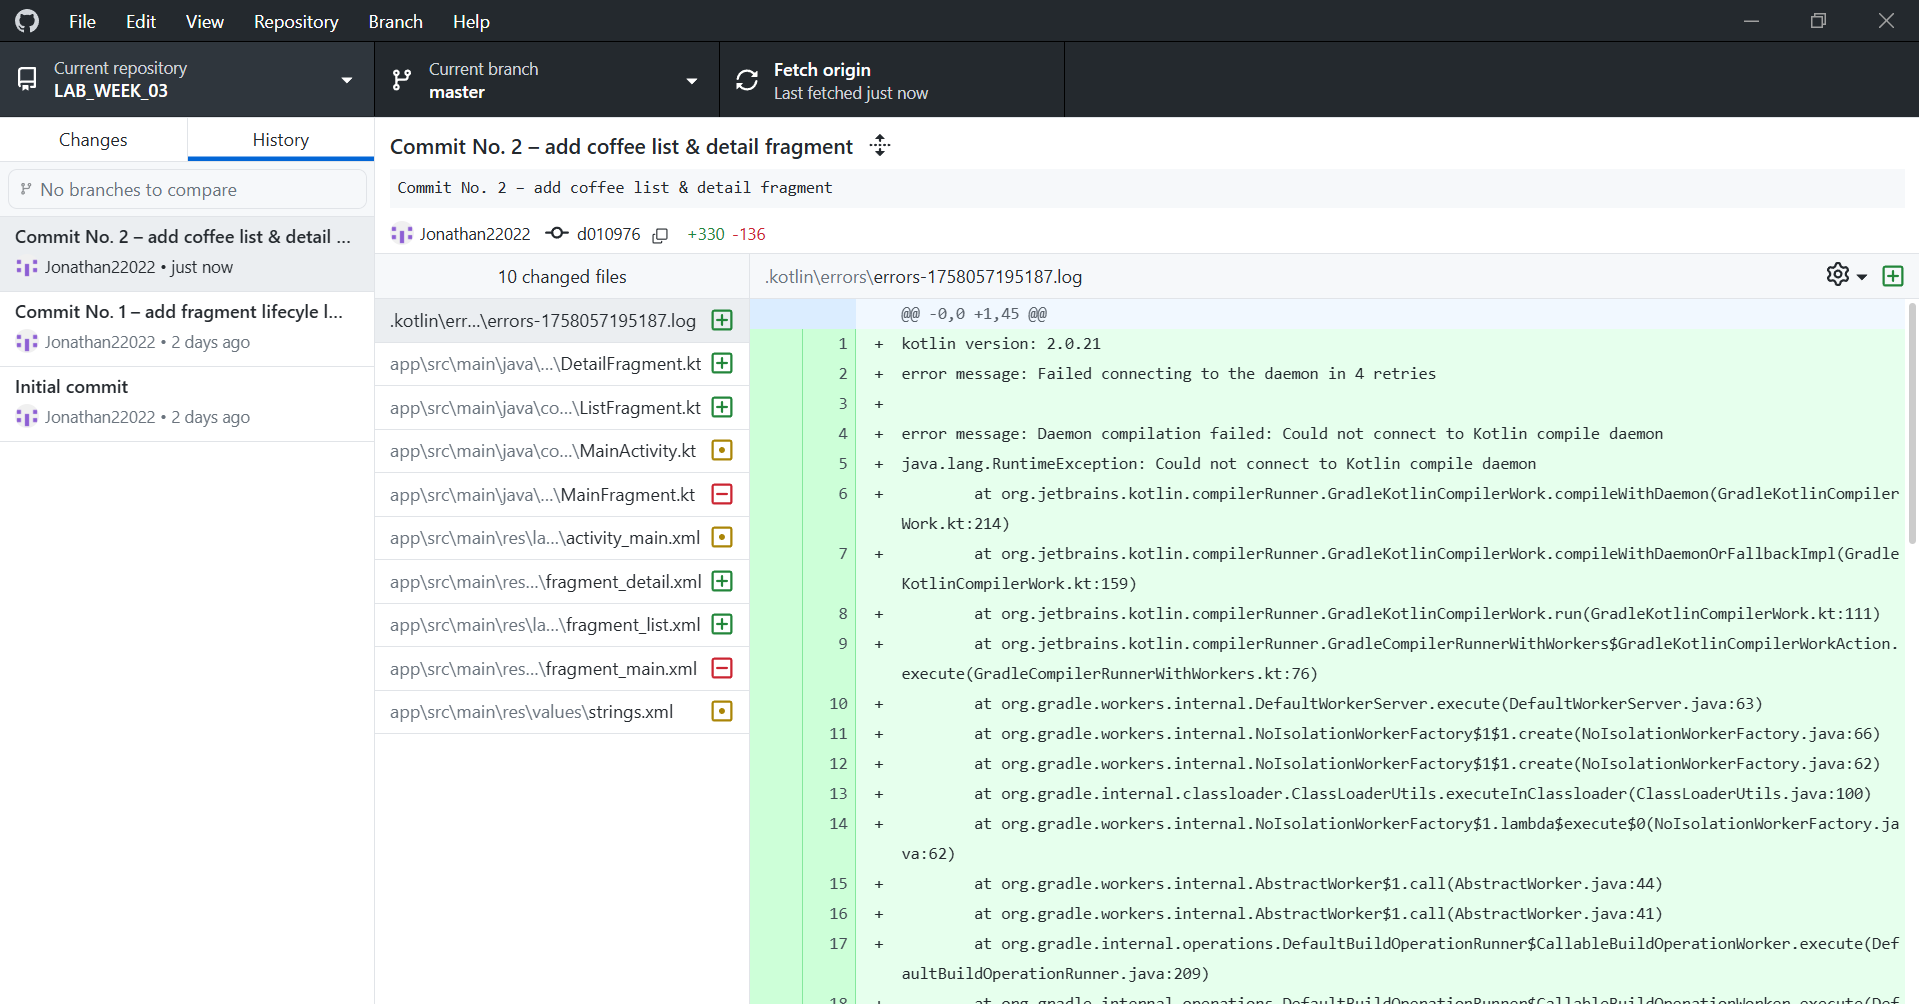 File Edit View Repository Branch Help
Current repository
LAB_WEEK_03
Current branch
master
Fetch origin
Last fetched just now
Changes
History
No branches to compare
Commit No. 2 – add coffee list & detail ...
Jonathan22022 • just now
Commit No. 1 – add fragment lifecyle l...
Jonathan22022 • 2 days ago
Initial commit
Jonathan22022 • 2 days ago
Commit No. 2 – add coffee list & detail fragment
Commit No. 2 – add coffee list & detail fragment
Jonathan22022 d010976 +330 -136
10 changed files
.kotlin\err...\errors-1758057195187.log
app\src\main\java\...\DetailFragment.kt
app\src\main\java\co...\ListFragment.kt
app\src\main\java\co...\MainActivity.kt
app\src\main\java\...\MainFragment.kt
app\src\main\res\la...\activity_main.xml
app\src\main\res...\fragment_detail.xml
app\src\main\res\la...\fragment_list.xml
app\src\main\res...\fragment_main.xml
app\src\main\res\values\strings.xml
.kotlin\errors\errors-1758057195187.log
@@ -0,0 +1,45 @@
1 + kotlin version: 2.0.21
2 + error message: Failed connecting to the daemon in 4 retries
3 +
4 + error message: Daemon compilation failed: Could not connect to Kotlin compile daemon
5 + java.lang.RuntimeException: Could not connect to Kotlin compile daemon
6 + at org.jetbrains.kotlin.compilerRunner.GradleKotlinCompilerWork.compileWithDaemon(GradleKotlinCompiler
Work.kt:214)
7 + at org.jetbrains.kotlin.compilerRunner.GradleKotlinCompilerWork.compileWithDaemonOrFallbackImpl(Gradle
KotlinCompilerWork.kt:159)
8 + at org.jetbrains.kotlin.compilerRunner.GradleKotlinCompilerWork.run(GradleKotlinCompilerWork.kt:111)
9 + at org.jetbrains.kotlin.compilerRunner.GradleCompilerRunnerWithWorkers$GradleKotlinCompilerWorkAction.
execute(GradleCompilerRunnerWithWorkers.kt:76)
10 + at org.gradle.workers.internal.DefaultWorkerServer.execute(DefaultWorkerServer.java:63)
11 + at org.gradle.workers.internal.NoIsolationWorkerFactory$1$1.create(NoIsolationWorkerFactory.java:66)
12 + at org.gradle.workers.internal.NoIsolationWorkerFactory$1$1.create(NoIsolationWorkerFactory.java:62)
13 + at org.gradle.internal.classloader.ClassLoaderUtils.executeInClassloader(ClassLoaderUtils.java:100)
14 + at org.gradle.workers.internal.NoIsolationWorkerFactory$1.lambda$execute$0(NoIsolationWorkerFactory.ja
va:62)
15 + at org.gradle.workers.internal.AbstractWorker$1.call(AbstractWorker.java:44)
16 + at org.gradle.workers.internal.AbstractWorker$1.call(AbstractWorker.java:41)
17 + at org.gradle.internal.operations.DefaultBuildOperationRunner$CallableBuildOperationWorker.execute(Def
aultBuildOperationRunner.java:209)
18 + at org.gradle.internal.operations.DefaultBuildOperationRunner$CallableBuildOperationWorker.execute(Def